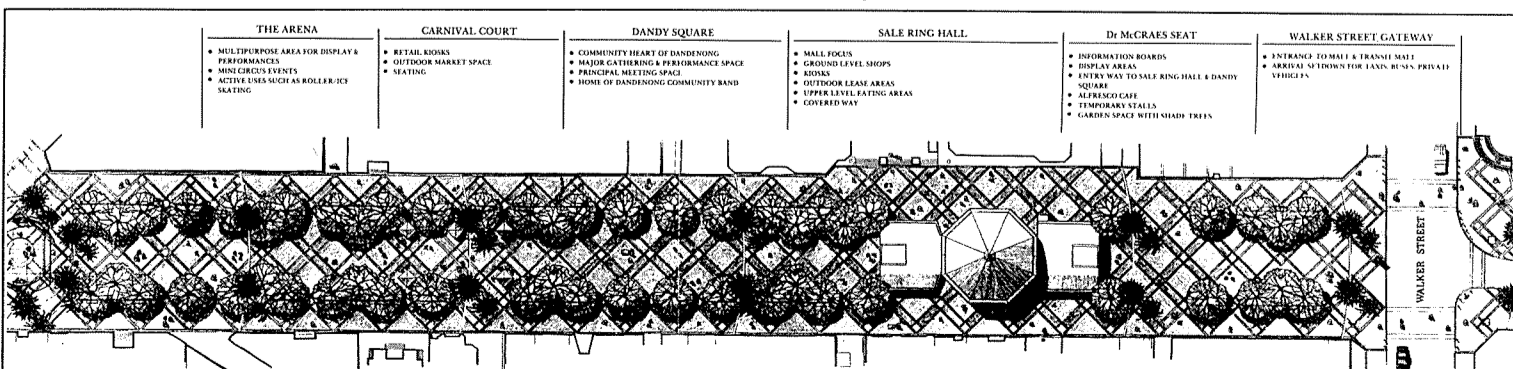 THE ARENA
• MULTIPURPOSE AREA FOR DISPLAY &
PERFORMANCES
• MINI CIRCUS EVENTS
• ACTIVE USES SUCH AS ROLLER/ICE
SKATING
CARNIVAL COURT
• RETAIL KIOSKS
• OUTDOOR MARKET SPACE
• SEATING
DANDY SQUARE
• COMMUNITY HEART OF DANDENONG
• MAJOR GATHERING & PERFORMANCE SPACE
• PRINCIPAL MEETING SPACE
• HOME OF DANDENONG COMMUNITY BAND
SALE RING HALL
• MALL FOCUS
• GROUND LEVEL SHOPS
• KIOSKS
• OUTDOOR LEASE AREAS
• UPPER LEVEL EATING AREAS
• COVERED WAY
Dr McCRAES SEAT
• INFORMATION BOARDS
• DISPLAY AREAS
• ENTRY WAY TO SALE RING HALL & DANDY
SQUARE
• ALFRESCO CAFE
• TEMPORARY STALLS
• GARDEN SPACE WITH SHADE TREES
WALKER STREET GATEWAY
• ENTRANCE TO MALL & TRANSIT MALL
• ARRIVAL SETDOWN FOR TAXIS, BUSES, PRIVATE
VEHICLES
WALKER STREET